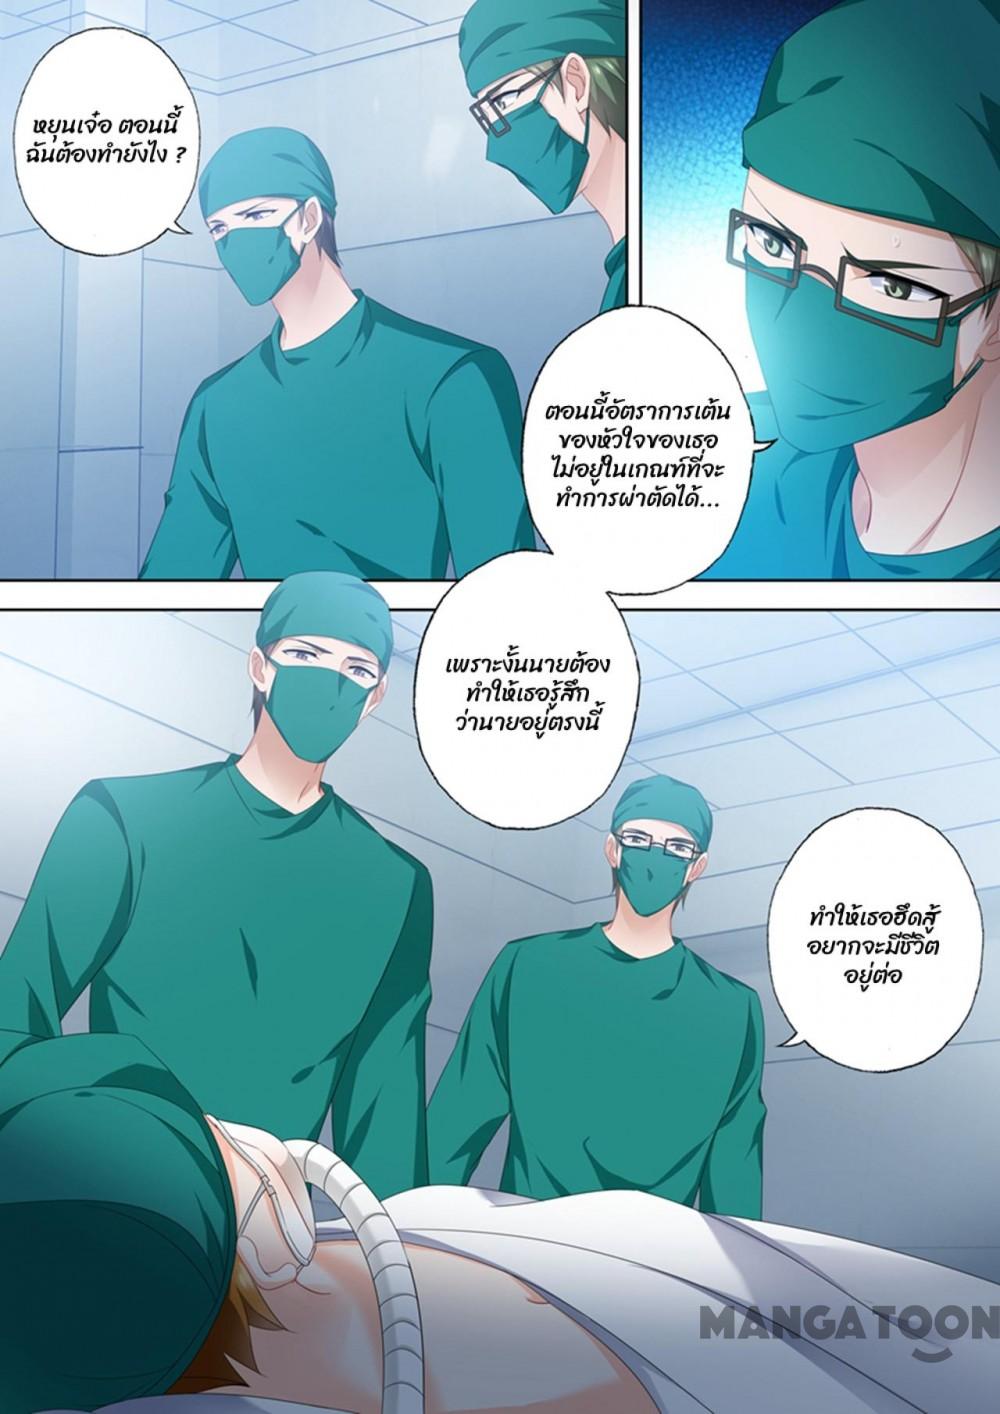 หยุนเจ๋อ ตอนนี้
ฉันต้องทำยังไง ?
ตอนนี้อัตราการเต้น
ของหัวใจของเธอ
ไม่อยู่ในเกณฑ์ที่จะ
ทำการผ่าตัดได้...
เพราะงั้นนายต้อง
ทำให้เธอรู้สึก
ว่านายอยู่ตรงนี้
ทำให้เธอฮึดสู้
อยากจะมีชีวิต
อยู่ต่อ
MANGATOON